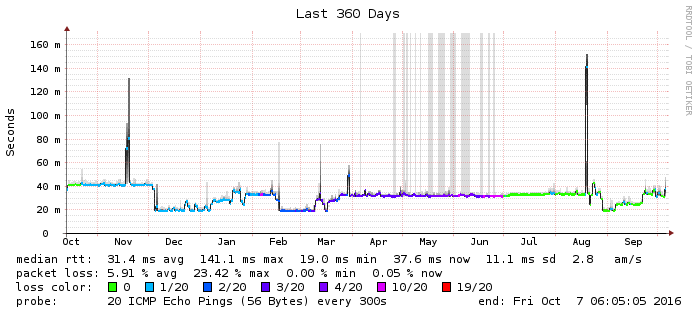 Last 360 Days
RRDTOOL / TOBI OETIKER
Seconds
160 m
140 m
120 m
100 m
80 m
60 m
40 m
20 m
0
Oct Nov Dec Jan Feb Mar Apr May Jun Jul Aug Sep
median rtt: 31.4 ms avg 141.1 ms max 19.0 ms min 37.6 ms now 11.1 ms sd 2.8 am/s
packet loss: 5.91 % avg 23.42 % max 0.00 % min 0.05 % now
loss color: 0 1/20 2/20 3/20 4/20 10/20 19/20
probe: 20 ICMP Echo Pings (56 Bytes) every 300s end: Fri Oct 7 06:05:05 2016